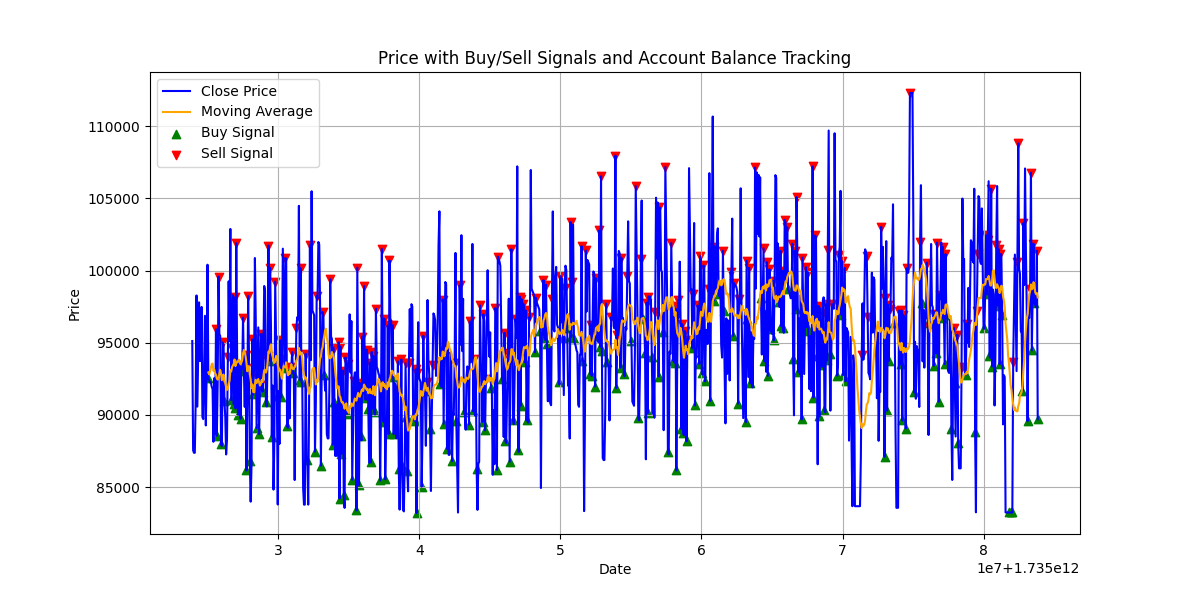 Price with Buy/Sell Signals and Account Balance Tracking
Close Price
Moving Average
Buy Signal
Sell Signal
Price
110000
105000
100000
95000
90000
85000
3 4 5 6 7 8
Date
1e7+1.735e12